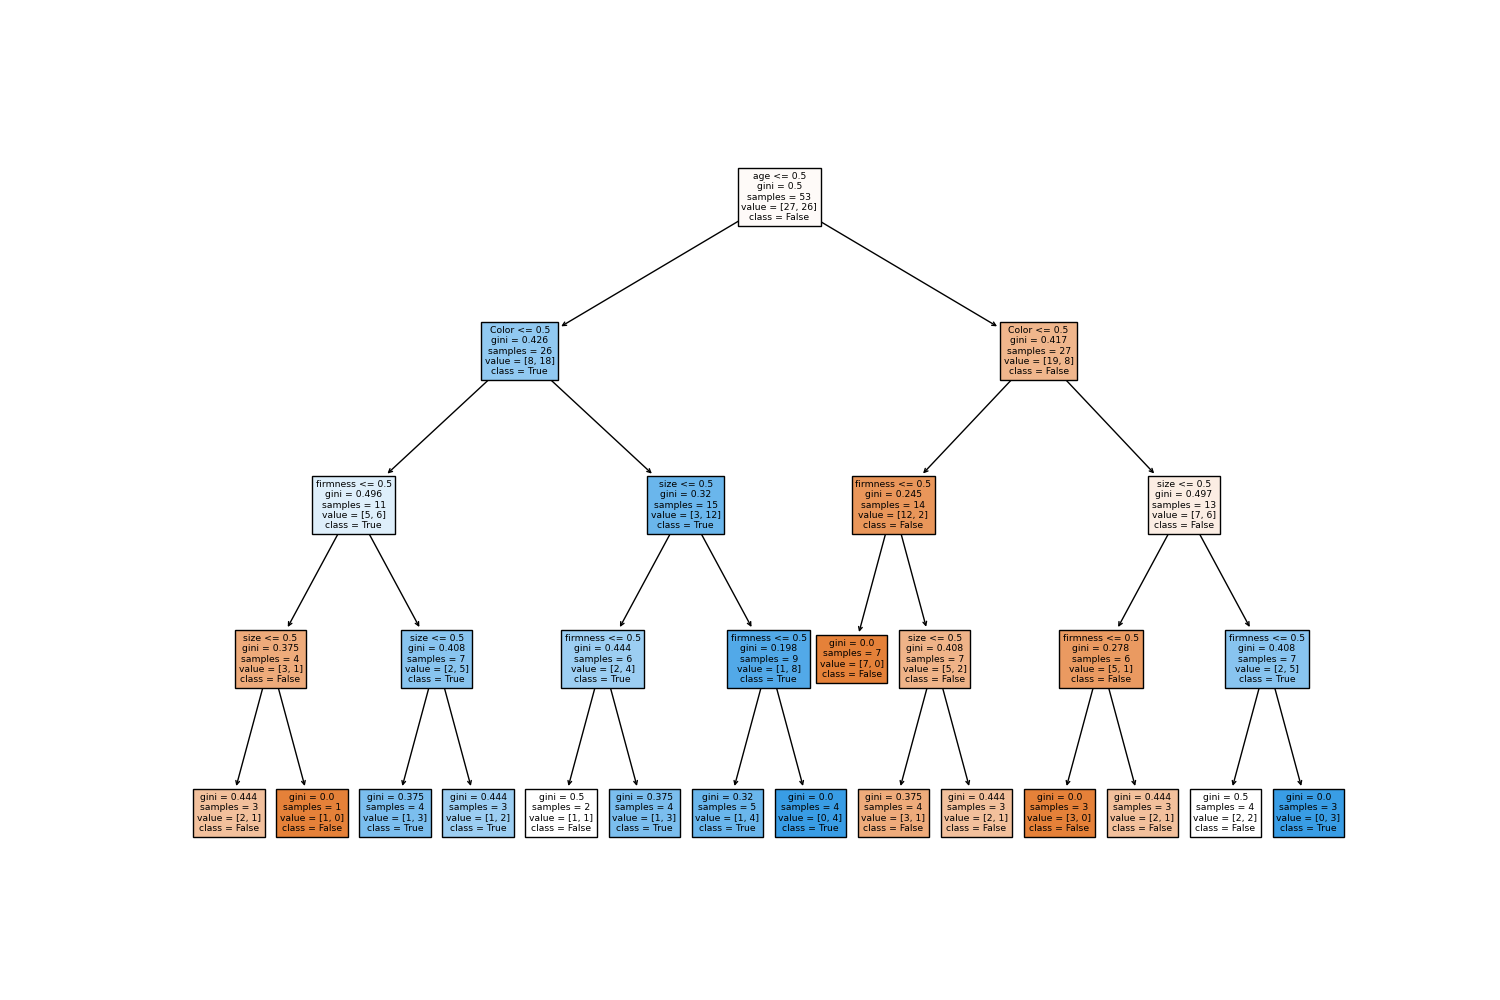 age <= 0.5
gini = 0.5
samples = 53
value = [27, 26]
class = False
Color <= 0.5
gini = 0.426
samples = 26
value = [8, 18]
class = True
Color <= 0.5
gini = 0.417
samples = 27
value = [19, 8]
class = False
firmness <= 0.5
gini = 0.496
samples = 11
value = [5, 6]
class = True
size <= 0.5
gini = 0.32
samples = 15
value = [3, 12]
class = True
firmness <= 0.5
gini = 0.245
samples = 14
value = [12, 2]
class = False
size <= 0.5
gini = 0.497
samples = 13
value = [7, 6]
class = False
size <= 0.5
gini = 0.375
samples = 4
value = [3, 1]
class = False
size <= 0.5
gini = 0.408
samples = 7
value = [2, 5]
class = True
firmness <= 0.5
gini = 0.444
samples = 6
value = [2, 4]
class = True
firmness <= 0.5
gini = 0.198
samples = 9
value = [1, 8]
class = True
gini = 0.0
samples = 7
value = [7, 0]
class = False
size <= 0.5
gini = 0.408
samples = 7
value = [5, 2]
class = False
firmness <= 0.5
gini = 0.278
samples = 6
value = [5, 1]
class = False
firmness <= 0.5
gini = 0.408
samples = 7
value = [2, 5]
class = True
gini = 0.444
samples = 3
value = [2, 1]
class = False
gini = 0.0
samples = 1
value = [1, 0]
class = False
gini = 0.375
samples = 4
value = [1, 3]
class = True
gini = 0.444
samples = 3
value = [1, 2]
class = True
gini = 0.5
samples = 2
value = [1, 1]
class = False
gini = 0.375
samples = 4
value = [1, 3]
class = True
gini = 0.32
samples = 5
value = [1, 4]
class = True
gini = 0.0
samples = 4
value = [0, 4]
class = True
gini = 0.375
samples = 4
value = [3, 1]
class = False
gini = 0.444
samples = 3
value = [2, 1]
class = False
gini = 0.0
samples = 3
value = [3, 0]
class = False
gini = 0.444
samples = 3
value = [2, 1]
class = False
gini = 0.5
samples = 4
value = [2, 2]
class = False
gini = 0.0
samples = 3
value = [0, 3]
class = True